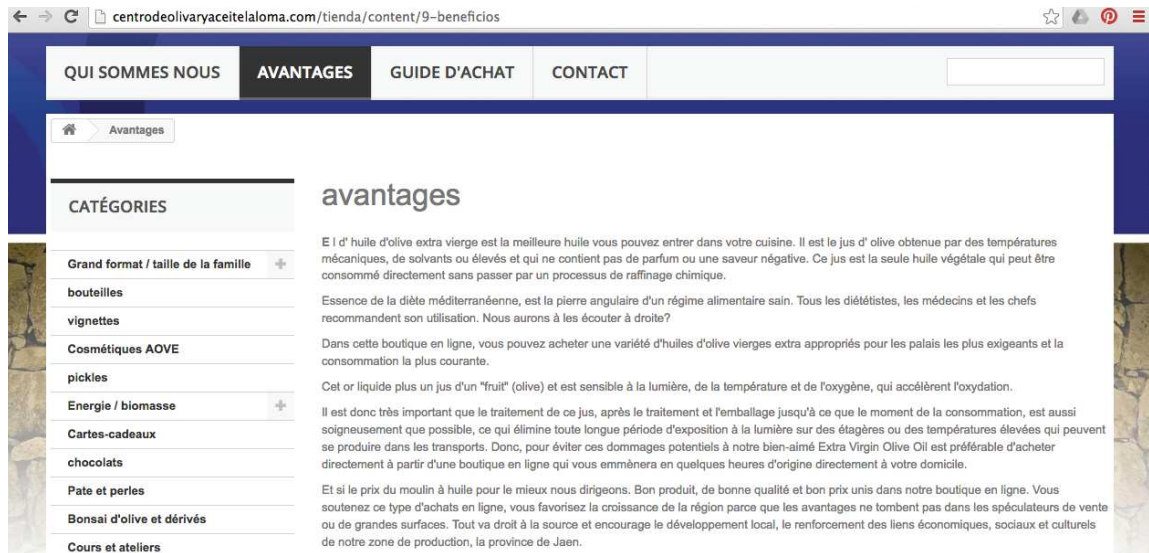 centrodeolivaryaceitelaloma.com/tienda/content/9-beneficios
QUI SOMMES NOUS AVANTAGES GUIDE D'ACHAT CONTACT
Avantages
CATÉGORIES
Grand format / taille de la famille
bouteilles
vignettes
Cosmétiques AOVE
pickles
Energie / biomasse
Cartes-cadeaux
chocolats
Pate et perles
Bonsai d'olive et dérivés
Cours et ateliers
avantages
E l d' huile d'olive extra vierge est la meilleure huile vous pouvez entrer dans votre cuisine. Il est le jus d' olive obtenue par des températures
mécaniques, de solvants ou élevés et qui ne contient pas de parfum ou une saveur négative. Ce jus est la seule huile végétale qui peut être
consommé directement sans passer par un processus de raffinage chimique.
Essence de la diète méditerranéenne, est la pierre angulaire d'un régime alimentaire sain. Tous les diététistes, les médecins et les chefs
recommandent son utilisation. Nous aurons à les écouter à droite?
Dans cette boutique en ligne, vous pouvez acheter une variété d'huiles d'olive vierges extra appropriés pour les palais les plus exigeants et la
consommation la plus courante.
Cet or liquide plus un jus d'un "fruit" (olive) et est sensible à la lumière, de la température et de l'oxygène, qui accélèrent l'oxydation.
Il est donc très important que le traitement de ce jus, après le traitement et l'emballage jusqu'à ce que le moment de la consommation, est aussi
soigneusement que possible, ce qui élimine toute longue période d'exposition à la lumière sur des étagères ou des températures élevées qui peuvent
se produire dans les transports. Donc, pour éviter ces dommages potentiels à notre bien-aimé Extra Virgin Olive Oil est préférable d'acheter
directement à partir d'une boutique en ligne qui vous emmènera en quelques heures d'origine directement à votre domicile.
Et si le prix du moulin à huile pour le mieux nous dirigeons. Bon produit, de bonne qualité et bon prix unis dans notre boutique en ligne. Vous
soutenez ce type d'achats en ligne, vous favorisez la croissance de la région parce que les avantages ne tombent pas dans les spéculateurs de vente
ou de grandes surfaces. Tout va droit à la source et encourage le développement local, le renforcement des liens économiques, sociaux et culturels
de notre zone de production, la province de Jaen.